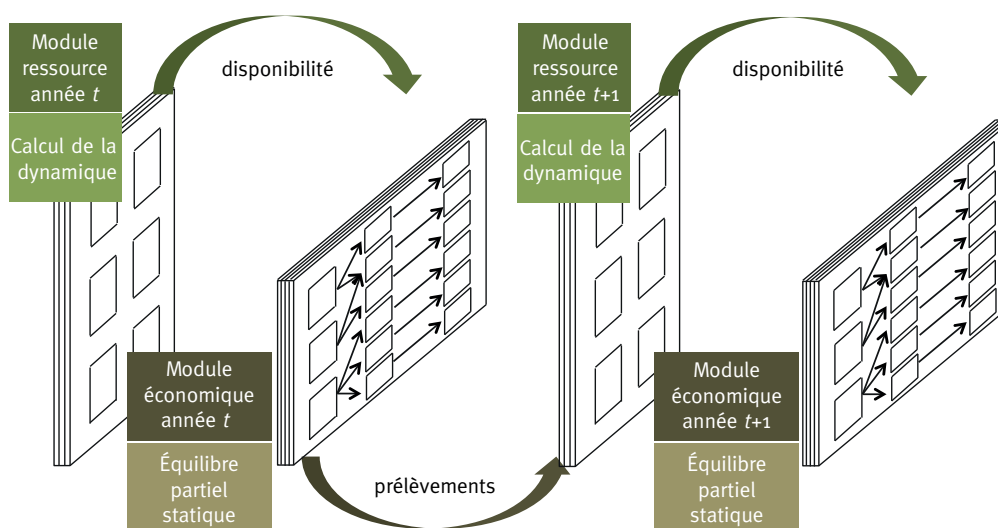 Module
ressource
année t
Calcul de la
dynamique
disponibilité
Module
économique
année t
Équilibre
partiel
statique
prélèvements
Module
ressource
année t+1
Calcul de la
dynamique
disponibilité
Module
économique
année t+1
Équilibre
partiel
statique